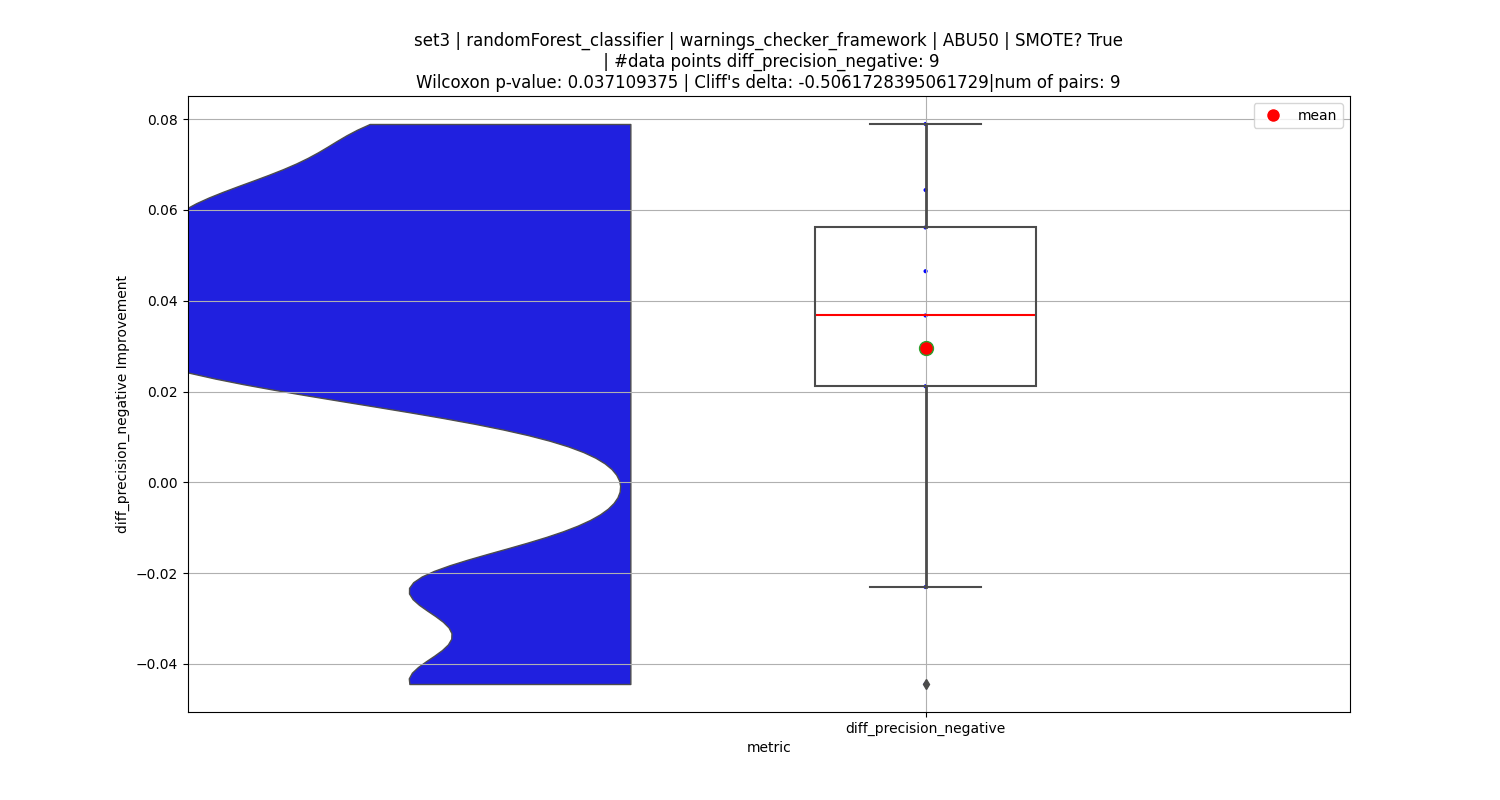 set3 | randomForest_classifier | warnings_checker_framework | ABU50 | SMOTE? True
| #data points diff_precision_negative: 9
Wilcoxon p-value: 0.037109375 | Cliff's delta: -0.5061728395061729|num of pairs: 9
mean
0.08
0.06
0.04
0.02
0.00
−0.02
−0.04
diff_precision_negative Improvement
diff_precision_negative
metric